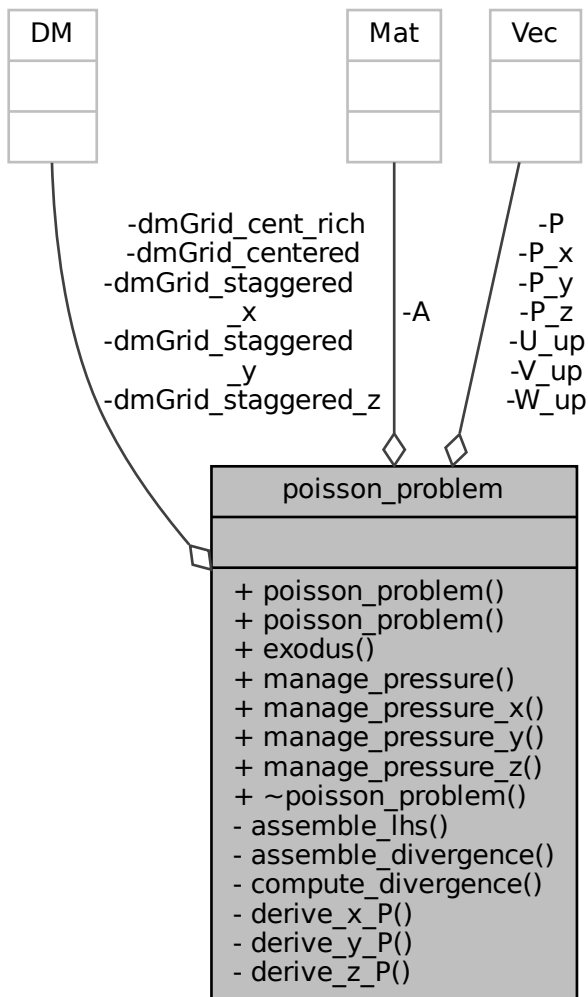 DM
Mat
Vec
-dmGrid_cent_rich
-dmGrid_centered
-dmGrid_staggered
_x
-dmGrid_staggered
_y
-dmGrid_staggered_z
-A
-P
-P_x
-P_y
-P_z
-U_up
-V_up
-W_up
poisson_problem
+ poisson_problem()
+ poisson_problem()
+ exodus()
+ manage_pressure()
+ manage_pressure_x()
+ manage_pressure_y()
+ manage_pressure_z()
+ ~poisson_problem()
- assemble_lhs()
- assemble_divergence()
- compute_divergence()
- derive_x_P()
- derive_y_P()
- derive_z_P()